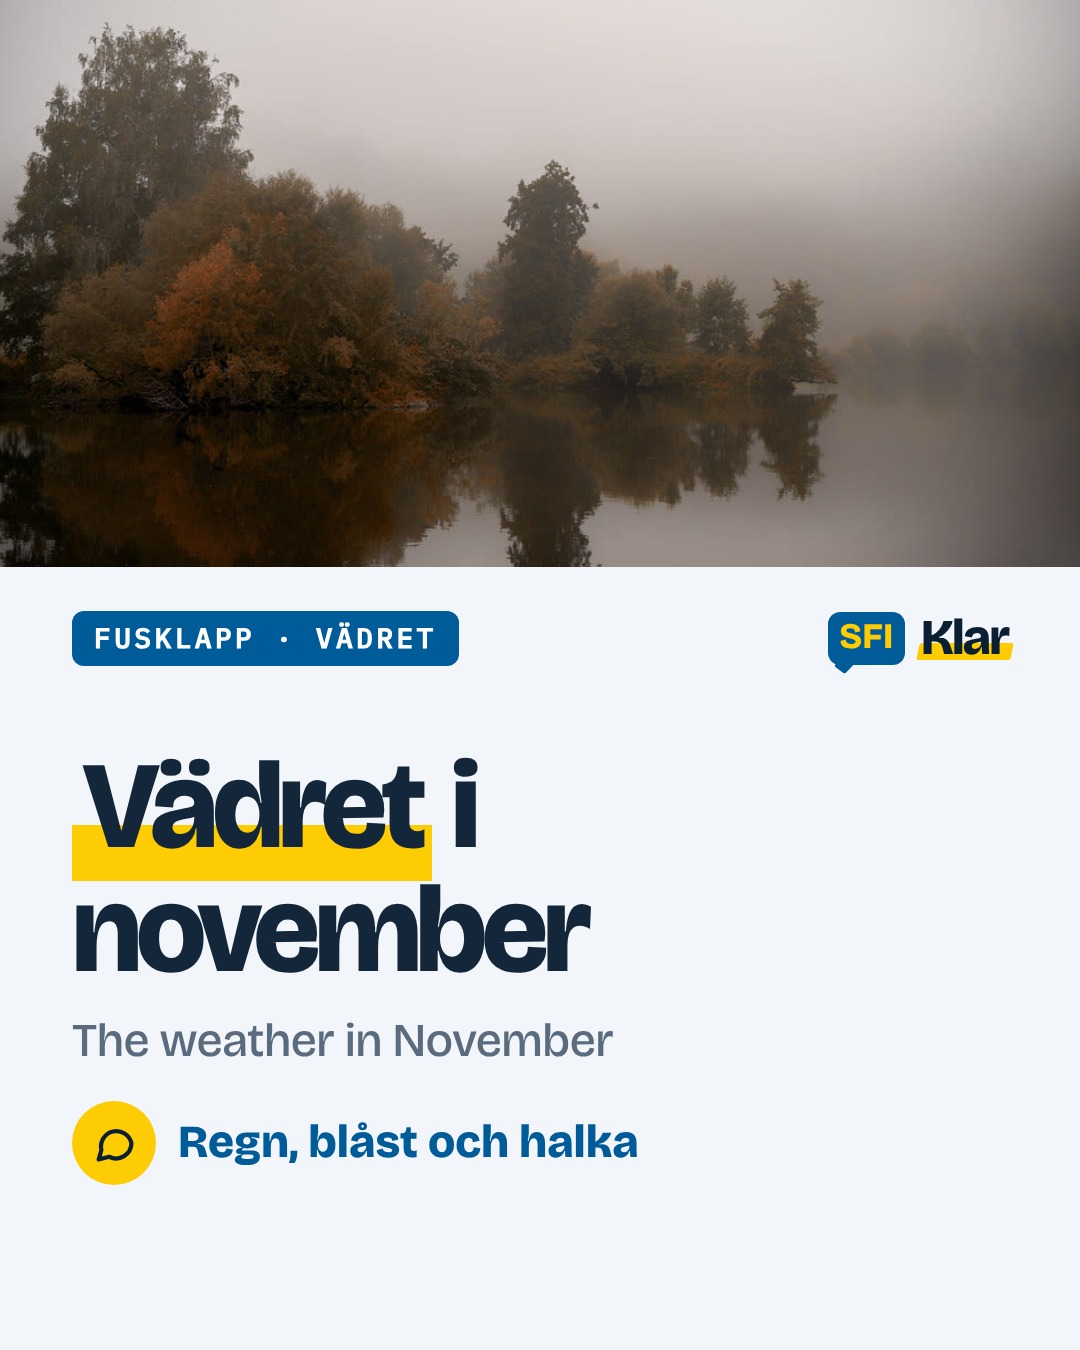 FUSKLAPP · VÄDRET
SFI Klar
Vädret i
november
The weather in November
Regn, blåst och halka